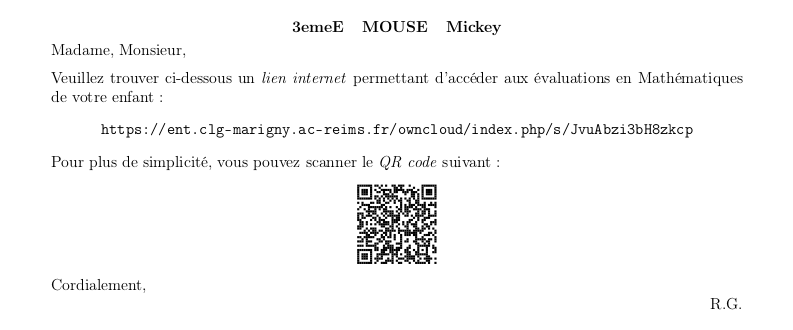 3emeE MOUSE Mickey
Madame, Monsieur,
Veuillez trouver ci-dessous un lien internet permettant d'accéder aux évaluations en Mathématiques
de votre enfant :
https://ent.clg-marigny.ac-reims.fr/owncloud/index.php/s/JvuAbzi3bH8zkcp
Pour plus de simplicité, vous pouvez scanner le QR code suivant :
Cordialement,
R.G.